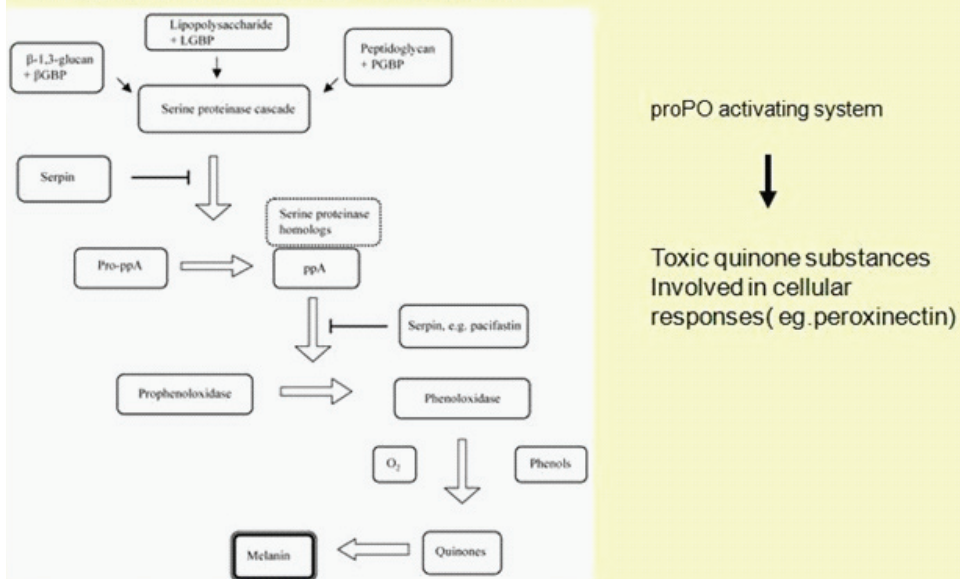 Lipopolysaccharide
+ LGBP
β-1,3-glucan
+ βGBP
Peptidoglycan
+ PGBP
Serine proteinase cascade
Serpin
Serine proteinase
homologs
Pro-ppA
ppA
Serpin, e.g. pacifastin
Prophenoloxidase
Phenoloxidase
O₂
Phenols
Melanin
Quinones
proPO activating system
Toxic quinone substances
Involved in cellular
responses( eg.peroxinectin)